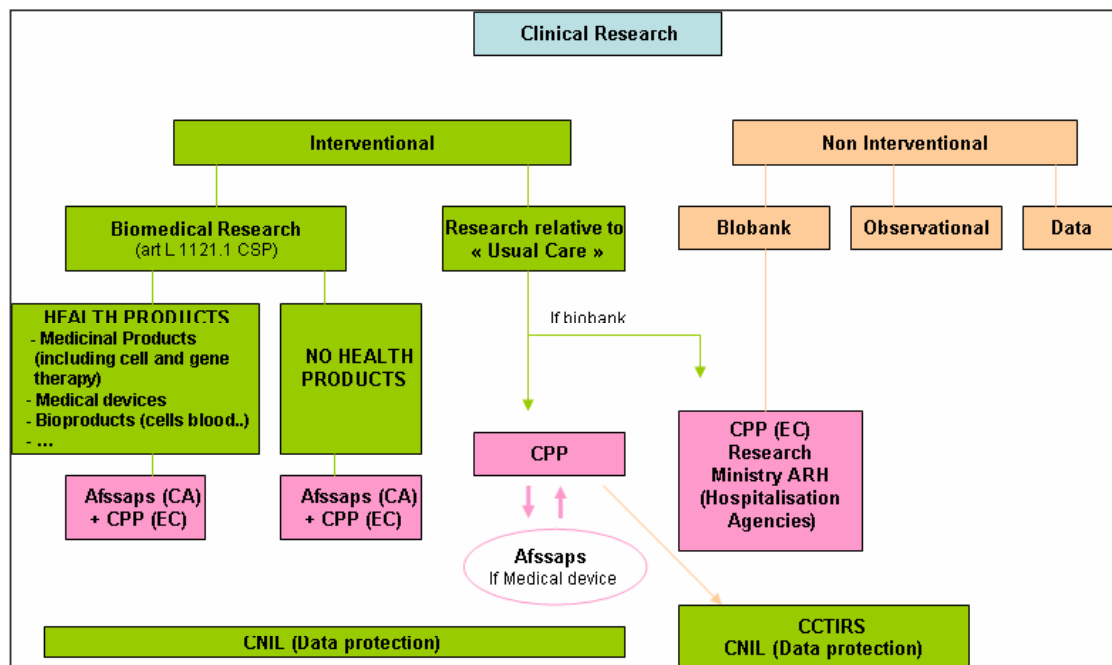 Clinical Research
Interventional
Non Interventional
Biomedical Research
(art L 1121.1 CSP)
Research relative to
« Usual Care »
Biobank
Observational
Data
HEALTH PRODUCTS
- Medicinal Products
(including cell and gene
therapy)
- Medical devices
- Bioproducts (cells blood..)
- ...
NO HEALTH
PRODUCTS
If biobank
Afssaps (CA)
+ CPP (EC)
Afssaps (CA)
+ CPP (EC)
CPP
CPP (EC)
Research
Ministry ARH
(Hospitalisation
Agencies)
Afssaps
If Medical device
CNIL (Data protection)
CCTIRS
CNIL (Data protection)